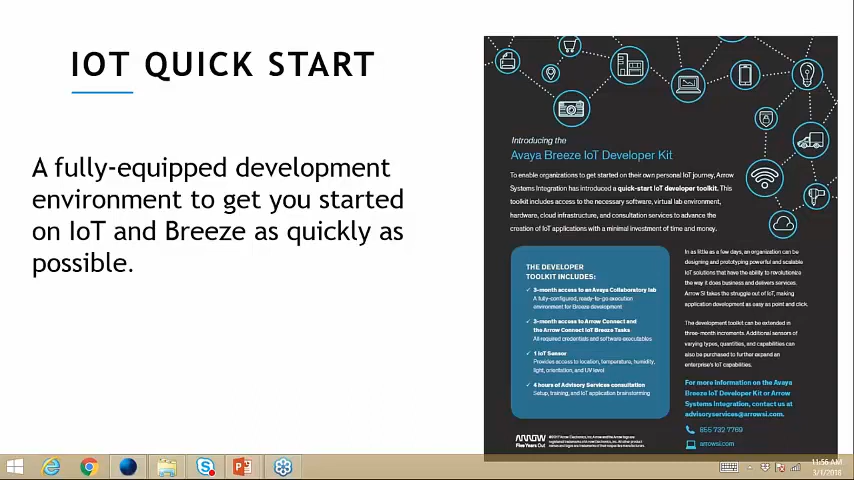 IOT QUICK START
A fully-equipped development
environment to get you started
on IoT and Breeze as quickly as
possible.
Introducing the
Avaya Breeze IoT Developer Kit
To enable organizations to get started on their own personal IoT journey, Arrow
Systems Integration has introduced a quick-start IoT developer toolkit. This
toolkit includes access to the necessary software, virtual lab environment,
hardware, cloud infrastructure, and consultation services to advance the
creation of IoT applications with a minimal investment of time and money.
THE DEVELOPER
TOOLKIT INCLUDES:
✓ 3-month access to an Avaya Collaboratory lab
A fully-configured, ready-to-go execution
environment for Breeze development
✓ 3-month access to Arrow Connect and
the Arrow Connect IoT Breeze Tasks
All required credentials and software executables
✓ 1 IoT Sensor
Provides access to location, temperature, humidity,
light, orientation, and UV level
✓ 4 hours of Advisory Services consultation
Setup, training, and IoT application brainstorming
In as little as a few days, an organization can be
designing and prototyping powerful and scalable
IoT solutions that have the ability to revolutionize
the way it does business and delivers services.
Arrow SI takes the struggle out of IoT, making
application development as easy as point and click.
The development toolkit can be extended in
three-month increments. Additional sensors of
varying types, quantities, and capabilities can
also be purchased to further expand an
enterprise's IoT capabilities.
For more information on the Avaya
Breeze IoT Developer Kit or Arrow
Systems Integration, contact us at
advisoryservices@arrowsi.com.
855 732 7769
arrowsi.com
ARROW
Five Years Out
11:56 AM
3/1/2018